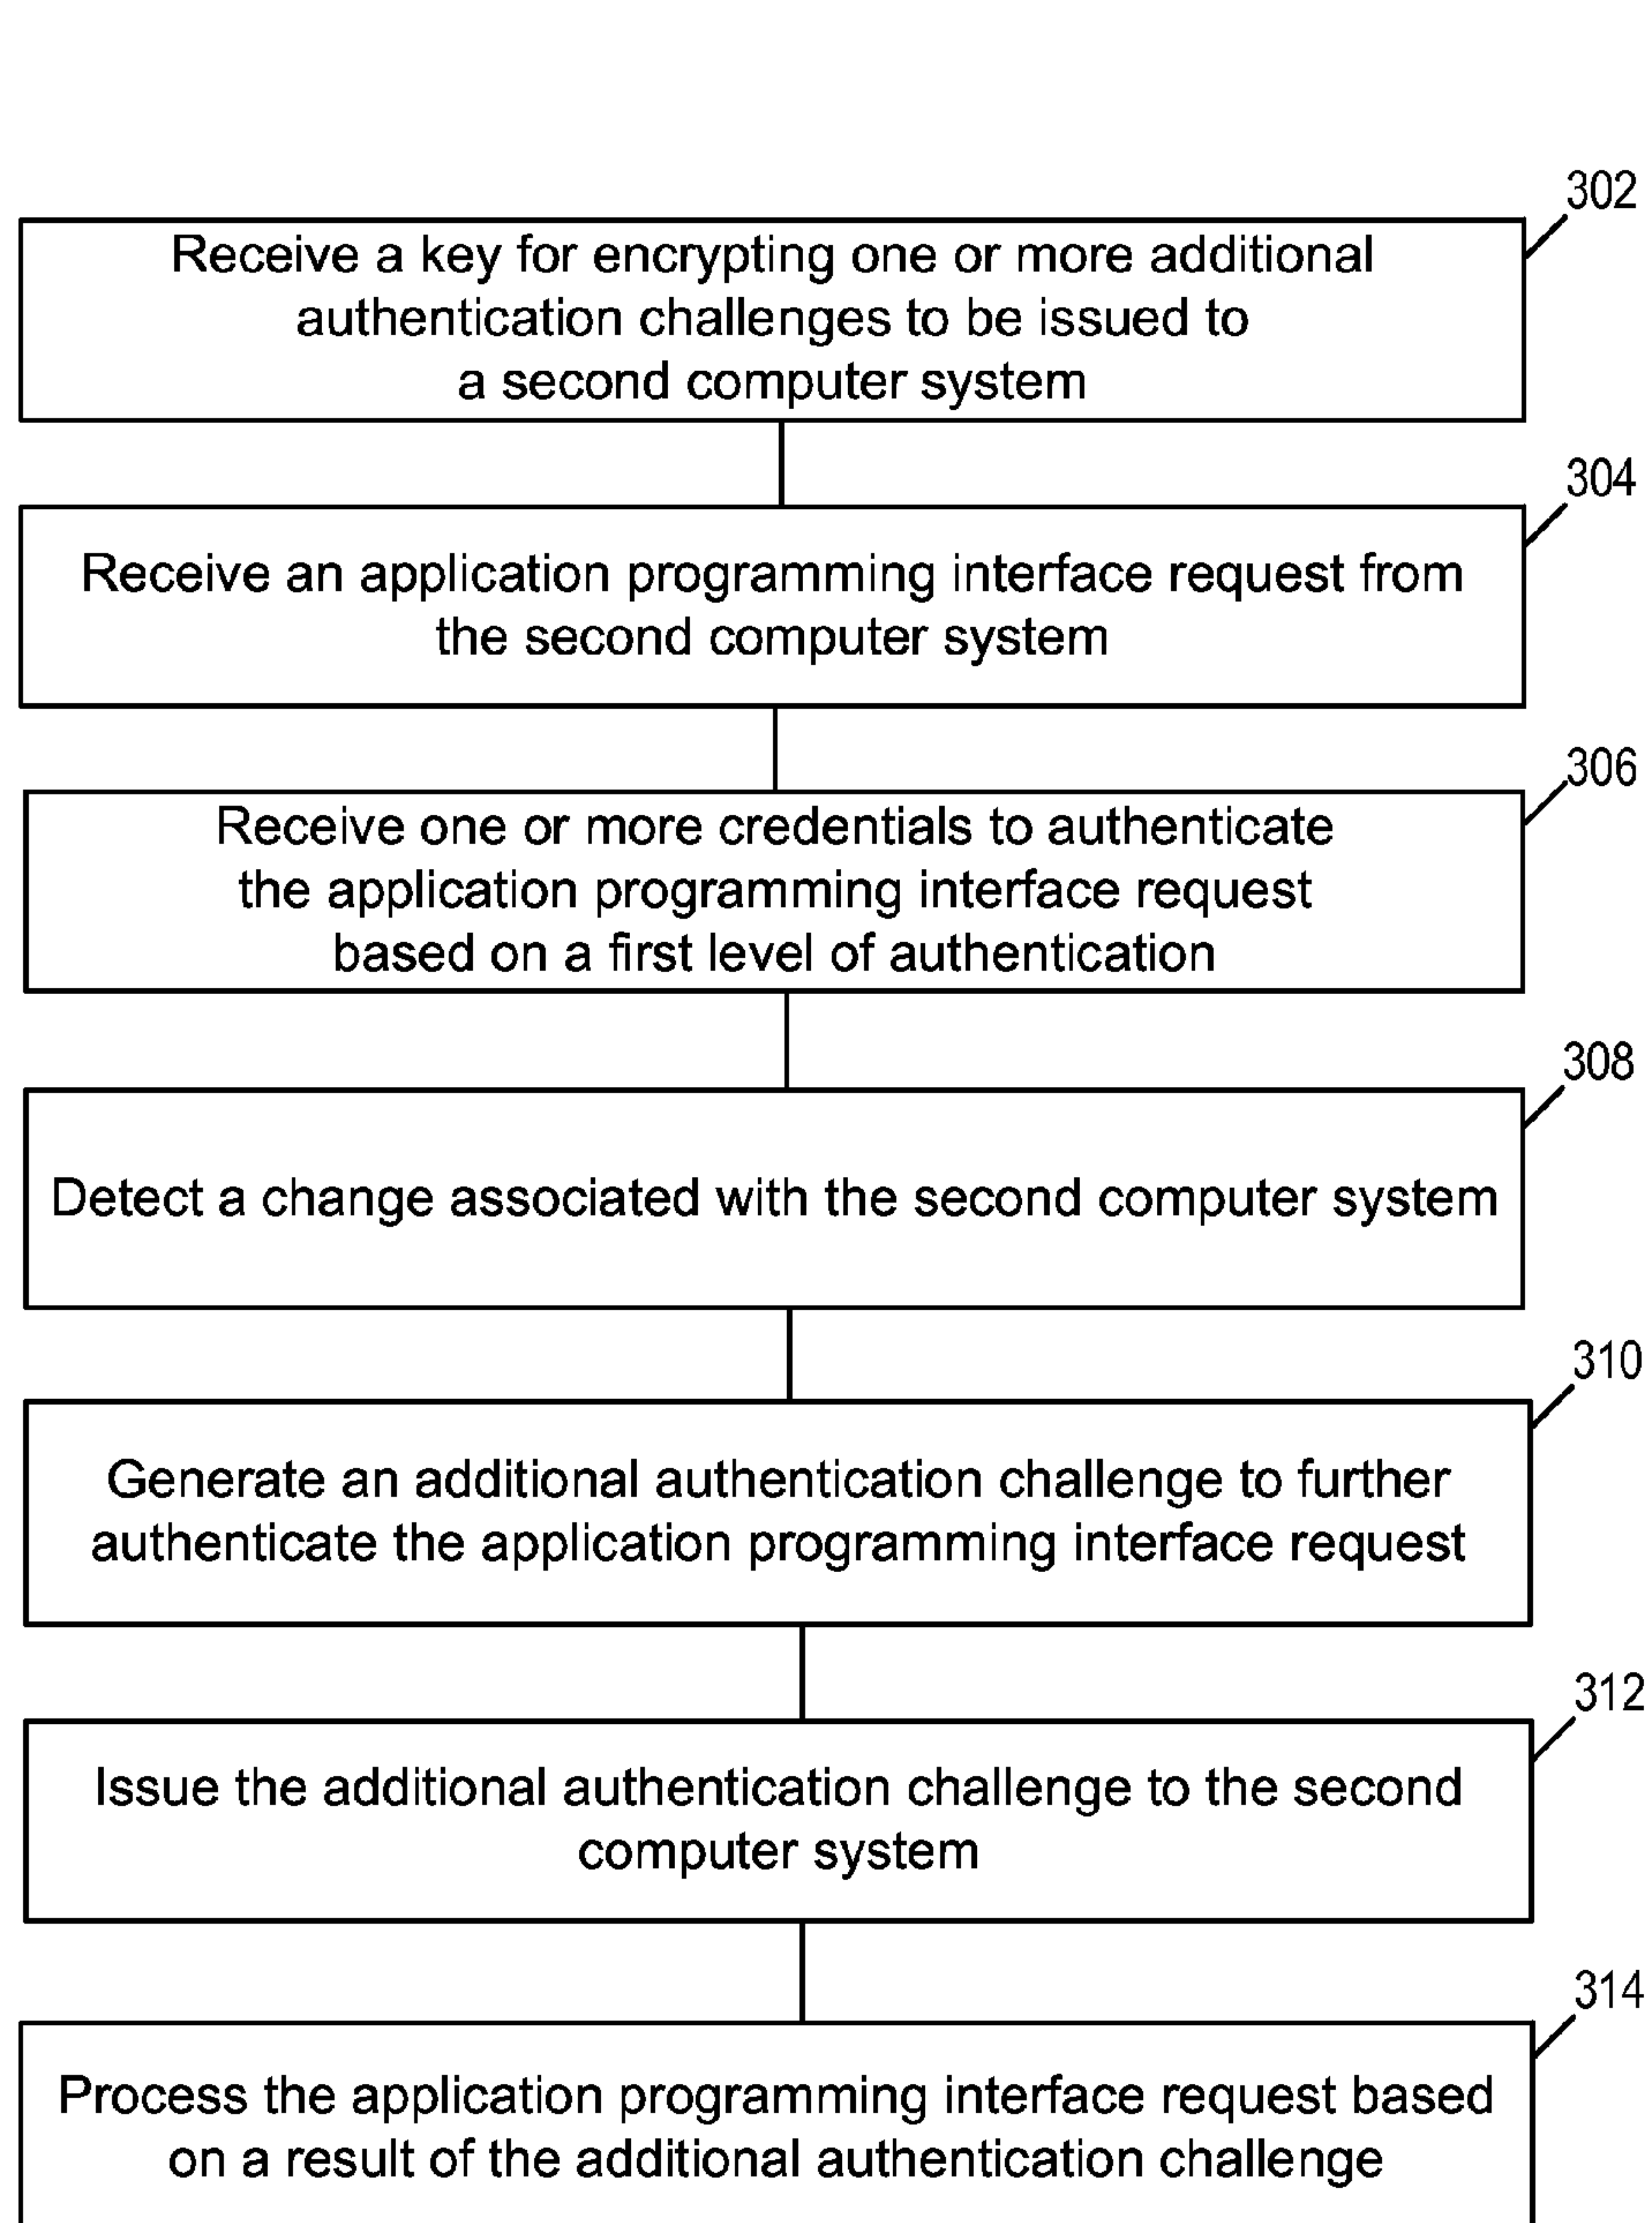 302
Receive a key for encrypting one or more additional
authentication challenges to be issued to
a second computer system
304
Receive an application programming interface request from
the second computer system
306
Receive one or more credentials to authenticate
the application programming interface request
based on a first level of authentication
308
Detect a change associated with the second computer system
310
Generate an additional authentication challenge to further
authenticate the application programming interface request
312
Issue the additional authentication challenge to the second
computer system
314
Process the application programming interface request based
on a result of the additional authentication challenge